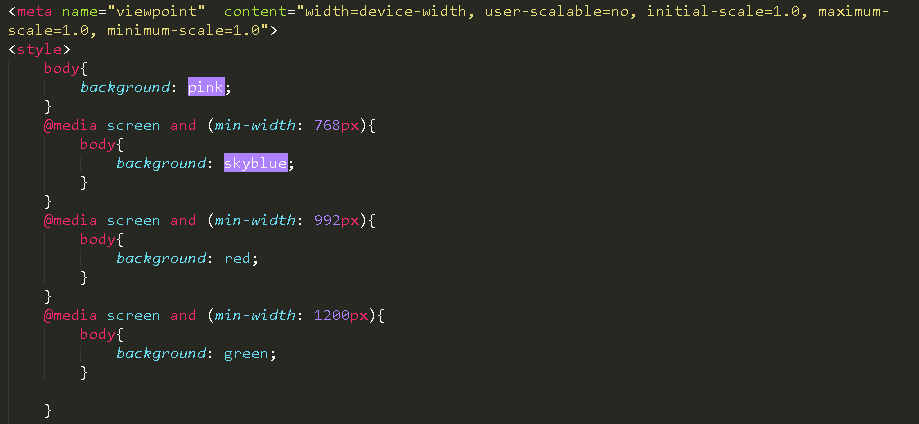 <meta name="viewport"  content="width=device-width, user-scalable=no, initial-scale=1.0, maximum-
scale=1.0, minimum-scale=1.0">
<style>
    body{
        background: pink;
    }
    @media screen and (min-width: 768px){
        body{
            background: skyblue;
        }
    }
    @media screen and (min-width: 992px){
        body{
            background: red;
        }
    }
    @media screen and (min-width: 1200px){
        body{
            background: green;
        }

    }